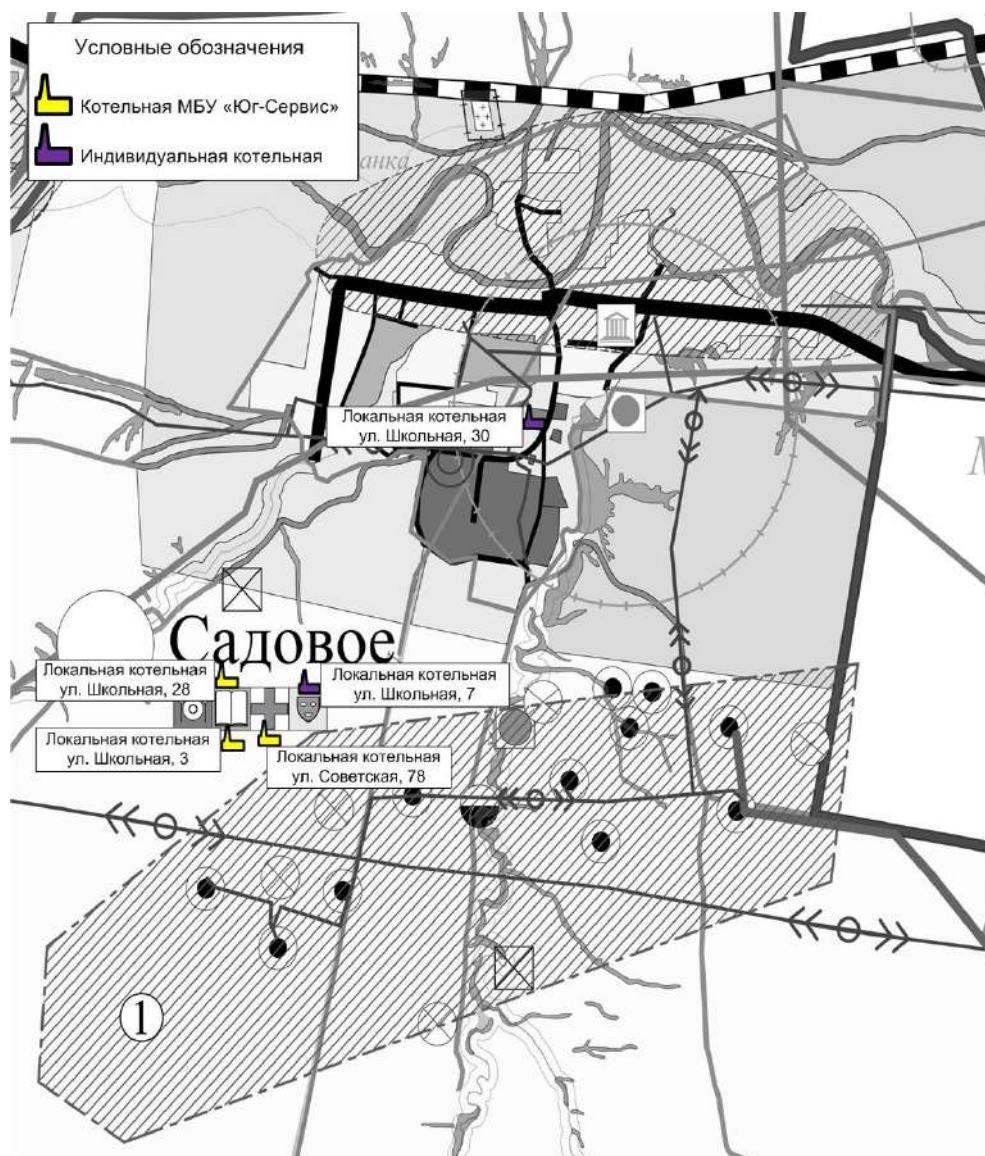 Условные обозначения
Котельная МБУ «Юг-Сервис»
Индивидуальная котельная
анка
Локальная котельная
ул. Школьная, 30
М
Садовое
Локальная котельная
ул. Школьная, 28
Локальная котельная
ул. Школьная, 7
Локальная котельная
ул. Школьная, 3
Локальная котельная
ул. Советская, 78
1